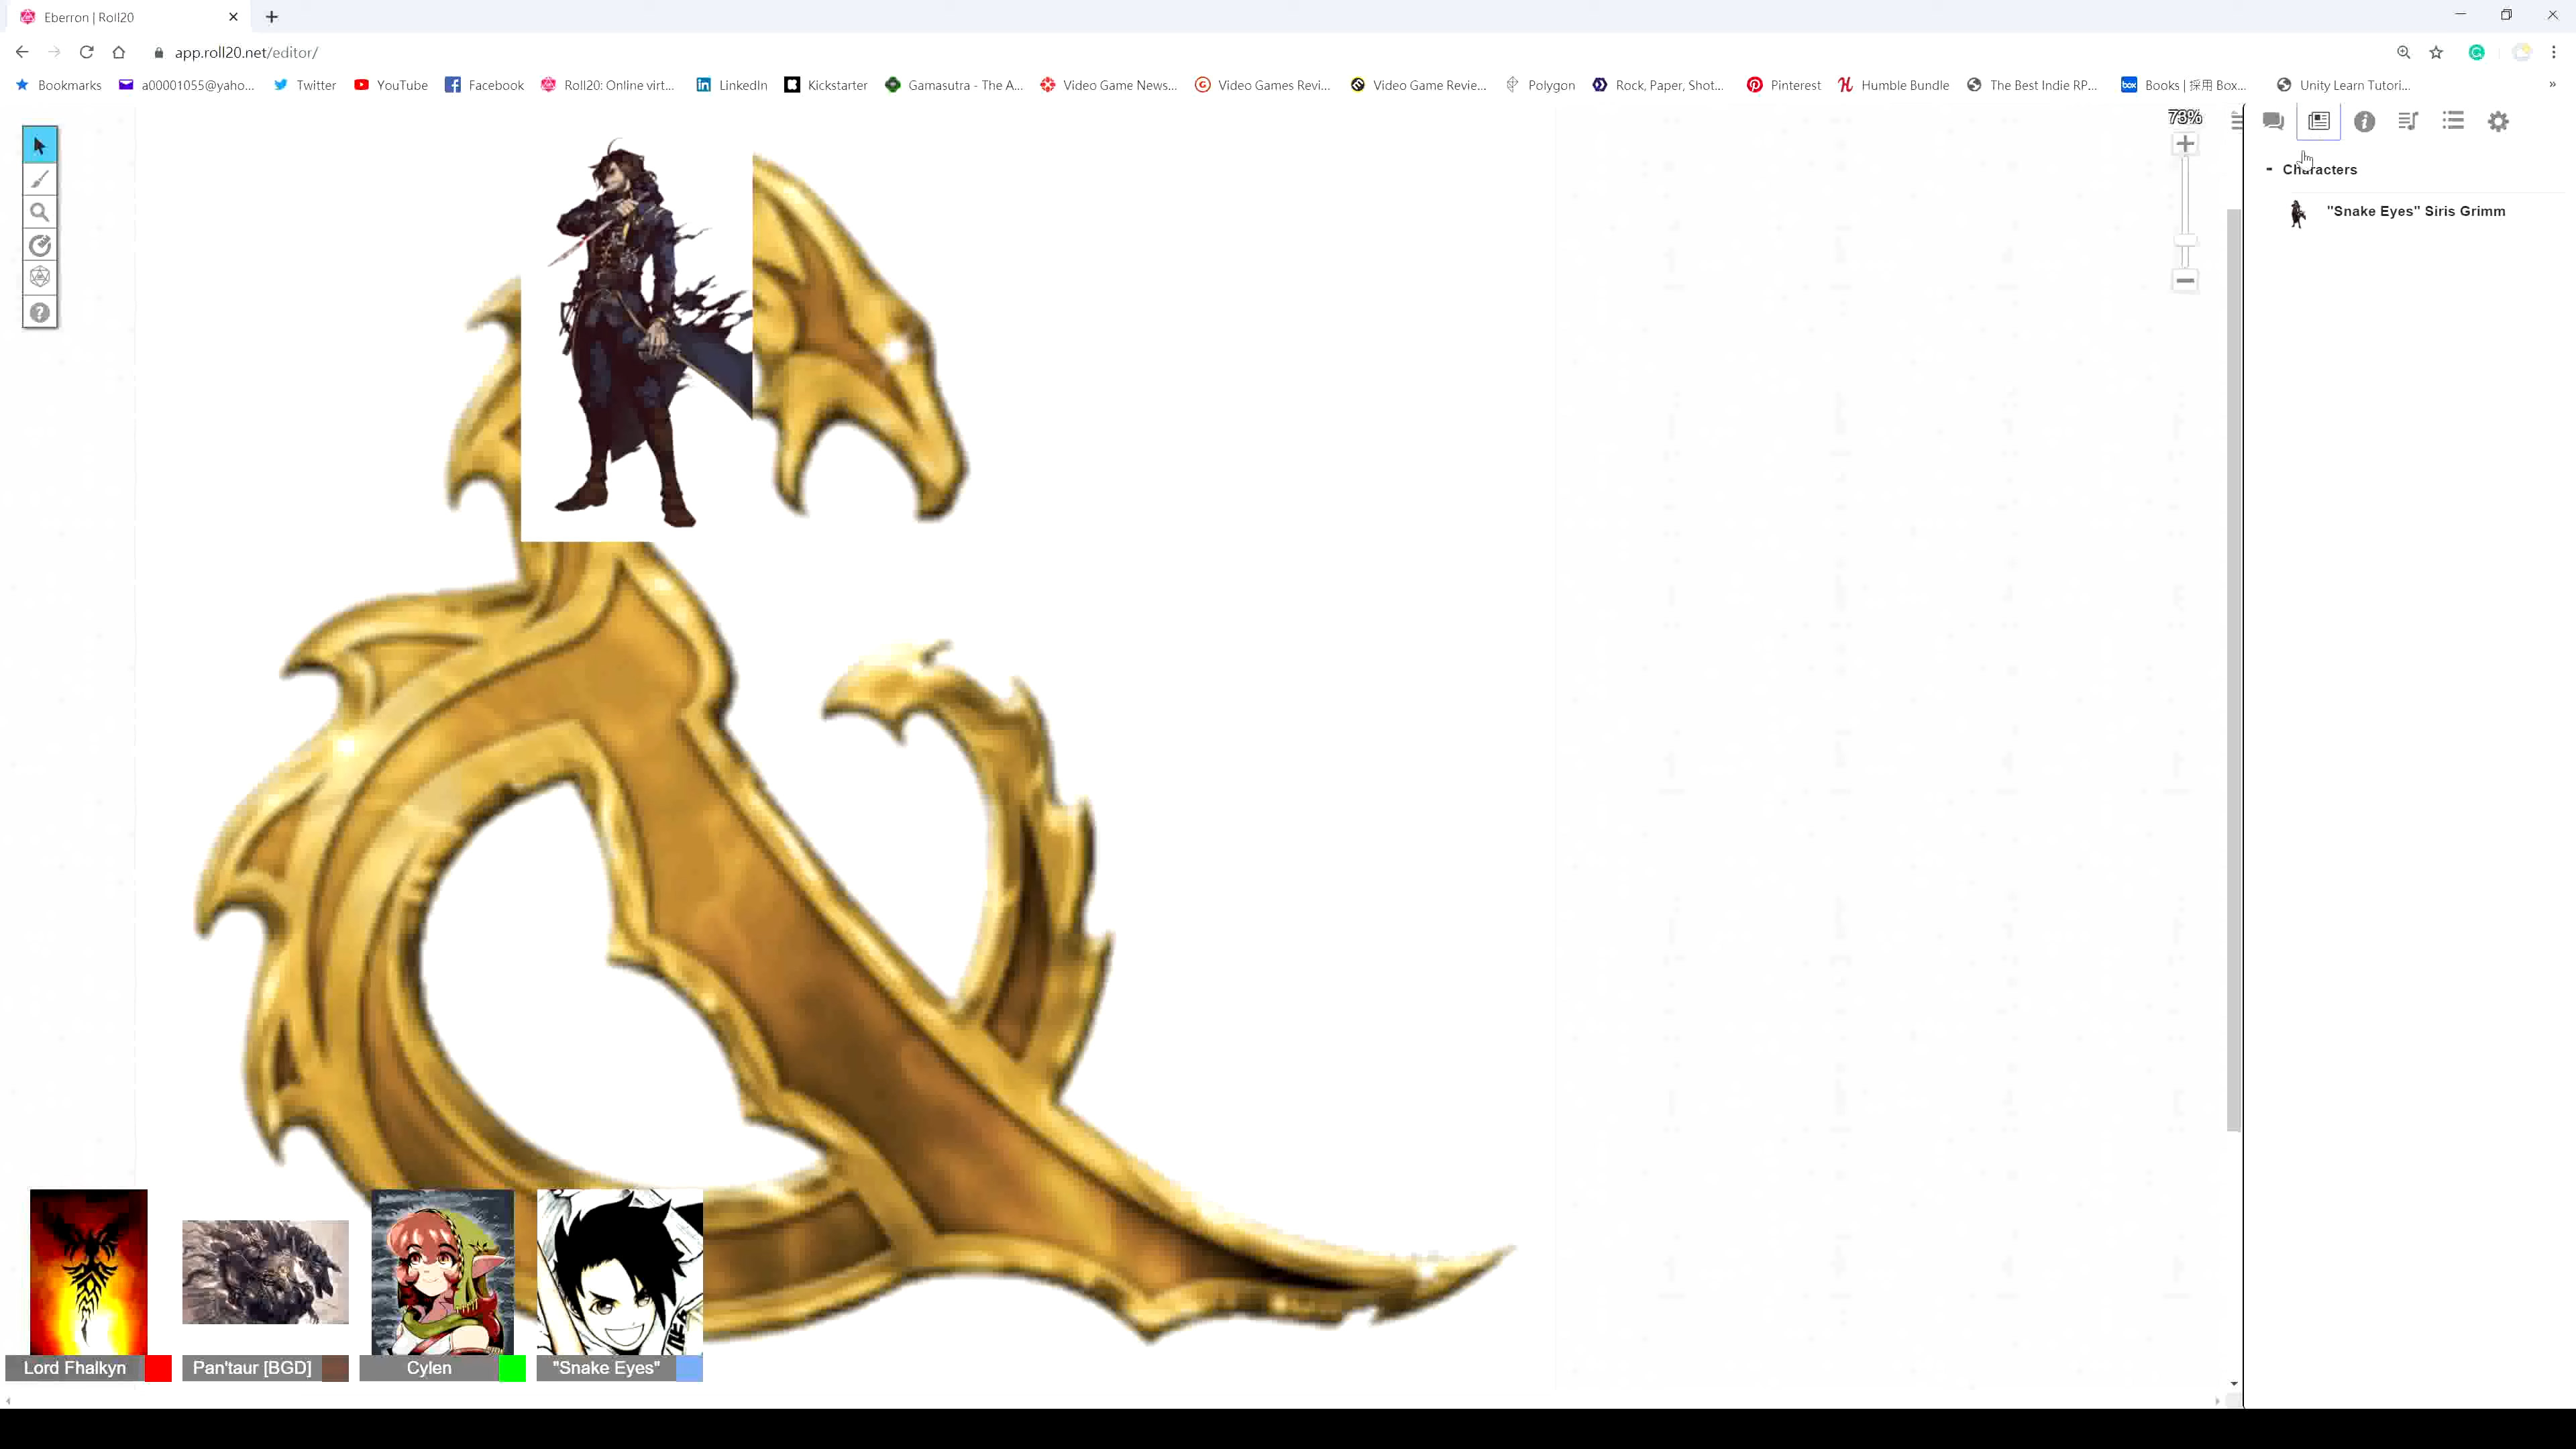 Eberron | Roll20
app.roll20.net/editor/
Bookmarks
a00001055@yaho...
Twitter
YouTube
Facebook
Roll20: Online virt...
LinkedIn
Kickstarter
Gamasutra - The A...
Video Game News...
Video Games Revi...
Video Game Revie...
Polygon
Rock, Paper, Shot...
Pinterest
Humble Bundle
The Best Indie RP...
box
Books | 採用 Box...
Unity Learn Tutori...
»
73%
- Characters
"Snake Eyes" Siris Grimm
Lord Fhalkyn
Pan'taur [BGD]
Cylen
"Snake Eyes"